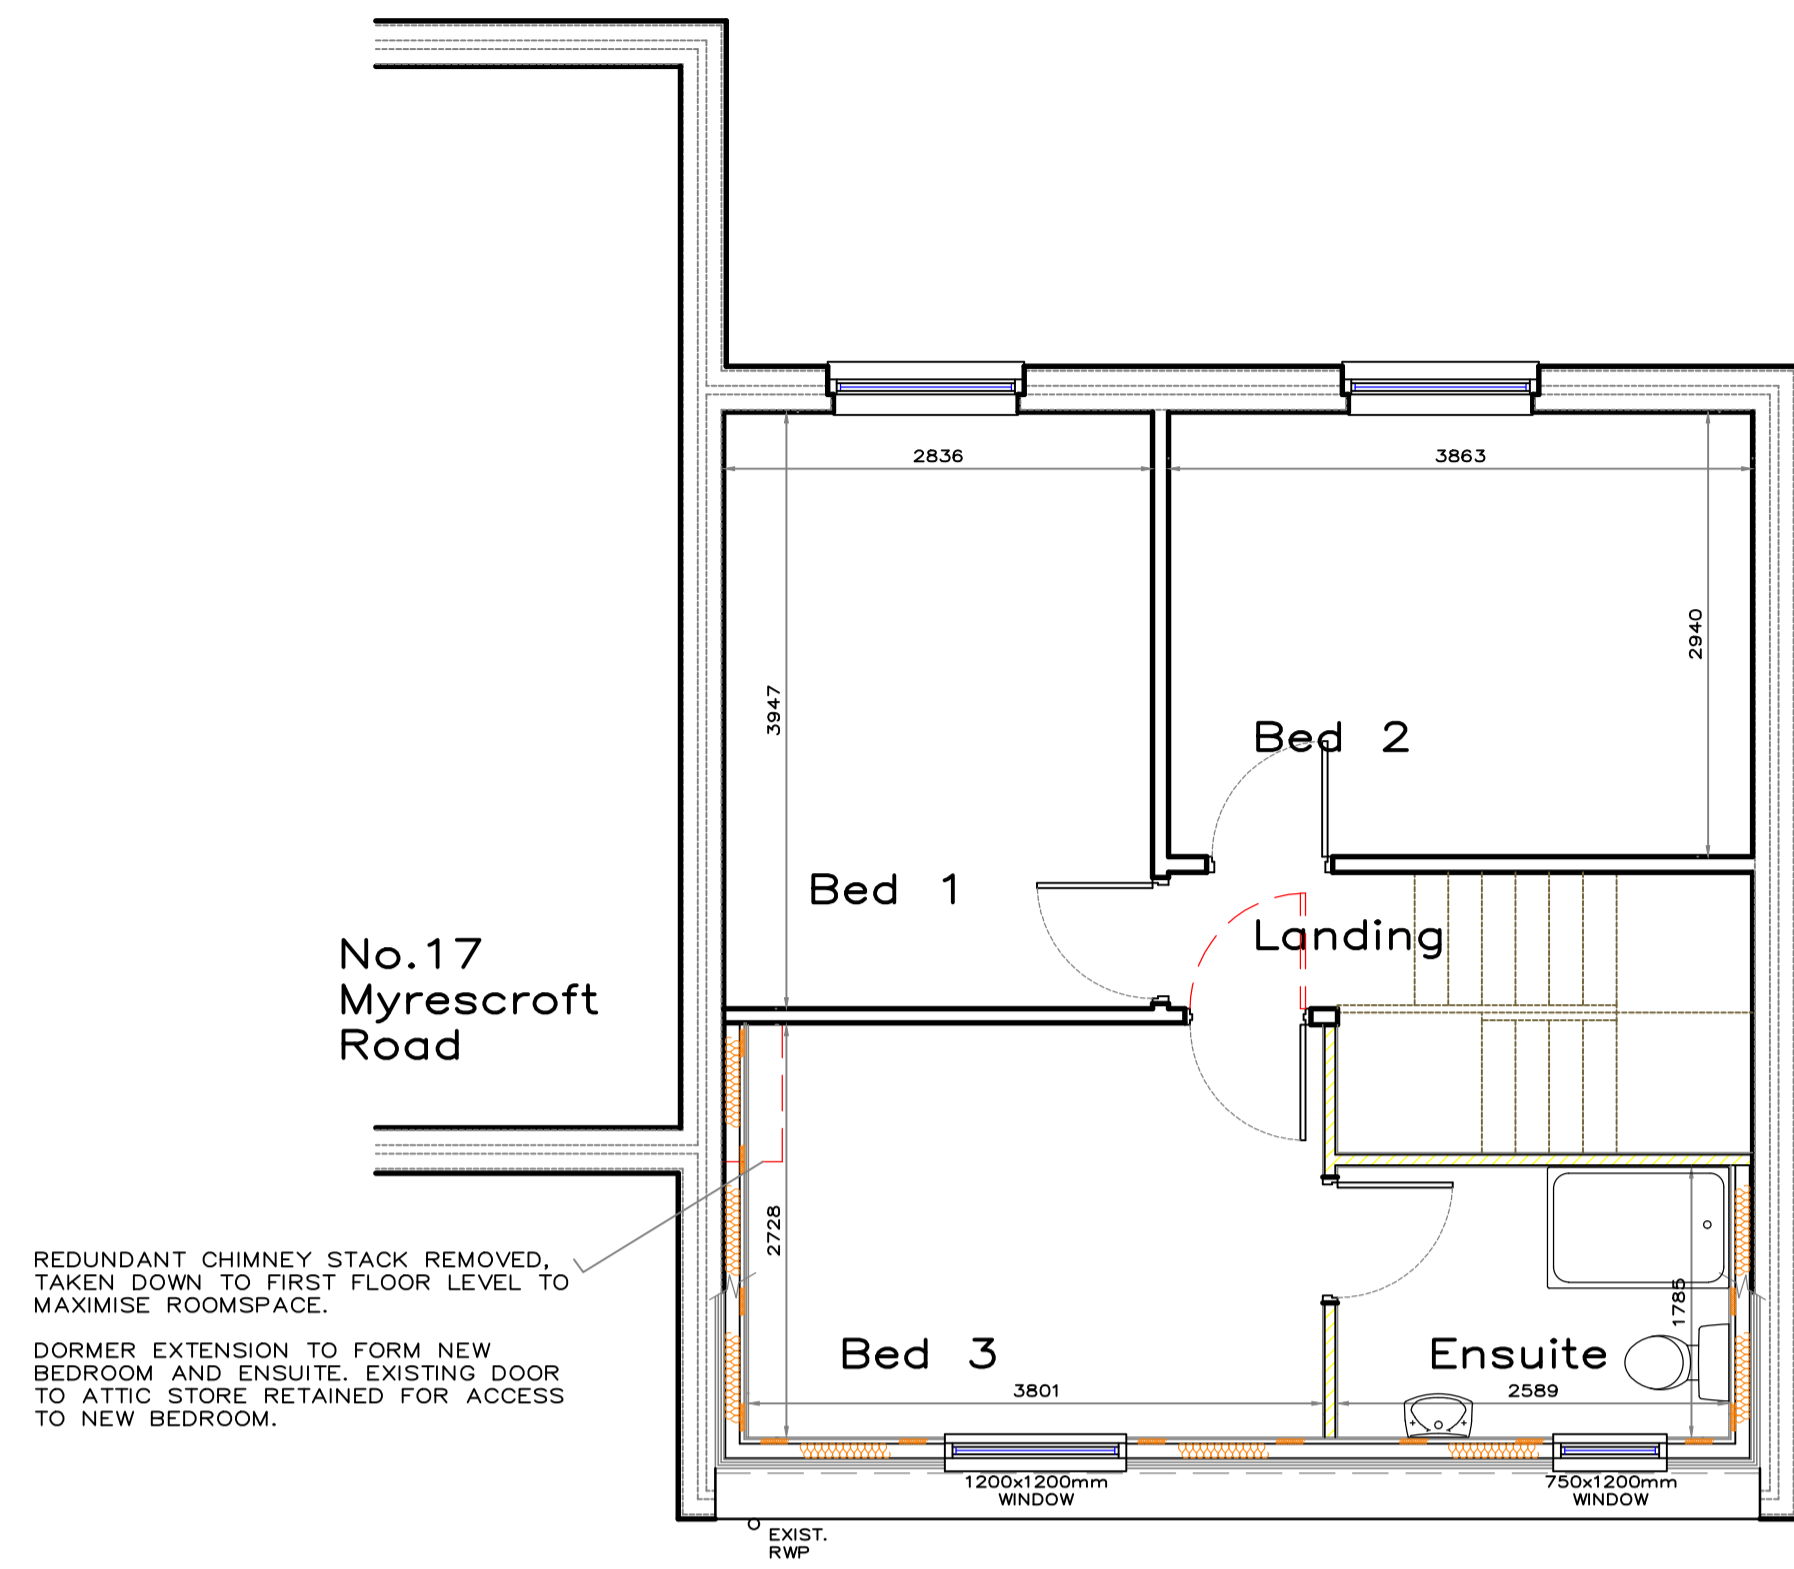 2836
3863
2940
3947
Bed 2
Bed 1
Landing
No.17
Myrescroft
Road
2728
REDUNDANT CHIMNEY STACK REMOVED,
TAKEN DOWN TO FIRST FLOOR LEVEL TO
MAXIMISE ROOMSPACE.
DORMER EXTENSION TO FORM NEW
BEDROOM AND ENSUITE. EXISTING DOOR
TO ATTIC STORE RETAINED FOR ACCESS
TO NEW BEDROOM.
1785
Bed 3
Ensuite
3801
2589
1200x1200mm
WINDOW
750x1200mm
WINDOW
EXIST.
RWP